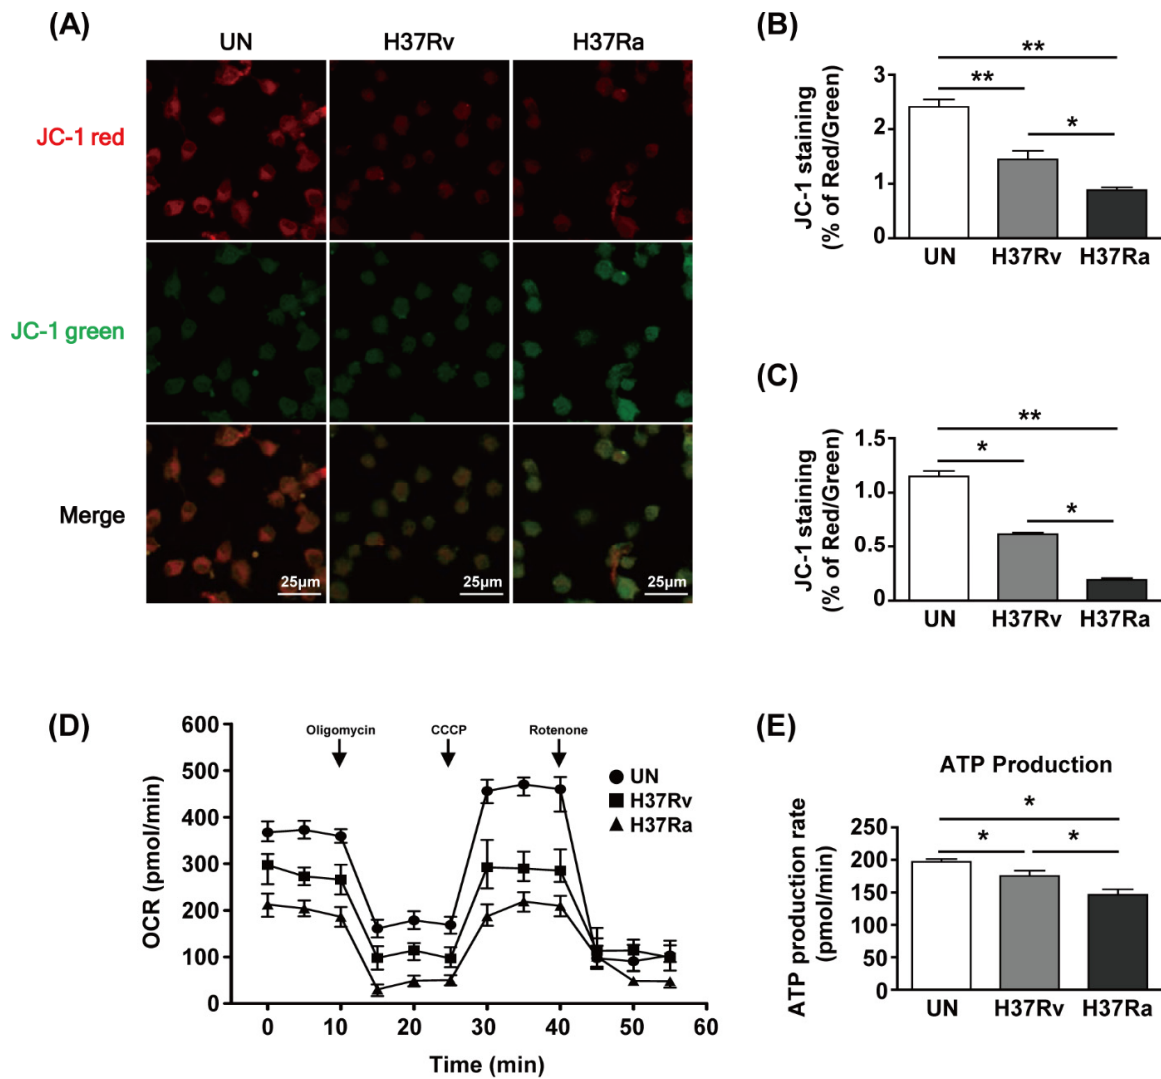 (A)
UN H37Rv H37Ra
JC-1 red
JC-1 green
Merge
25μm 25μm 25μm
(B)
JC-1 staining
(% of Red/Green)
3
2
1
0
** ** *
UN H37Rv H37Ra
(C)
JC-1 staining
(% of Red/Green)
1.5
1.0
0.5
0
** * *
UN H37Rv H37Ra
(D)
OCR (pmol/min)
600
500
400
300
200
100
0
Oligomycin CCCP Rotenone
UN
H37Rv
H37Ra
0 10 20 30 40 50 60
Time (min)
(E)
ATP Production
ATP production rate
(pmol/min)
250
200
150
100
50
0
* * *
UN H37Rv H37Ra